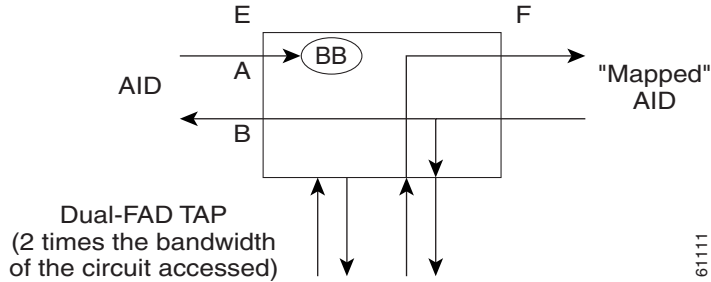 E
F
A
BB
AID
"Mapped"
AID
B
Dual-FAD TAP
(2 times the bandwidth
of the circuit accessed)
61111